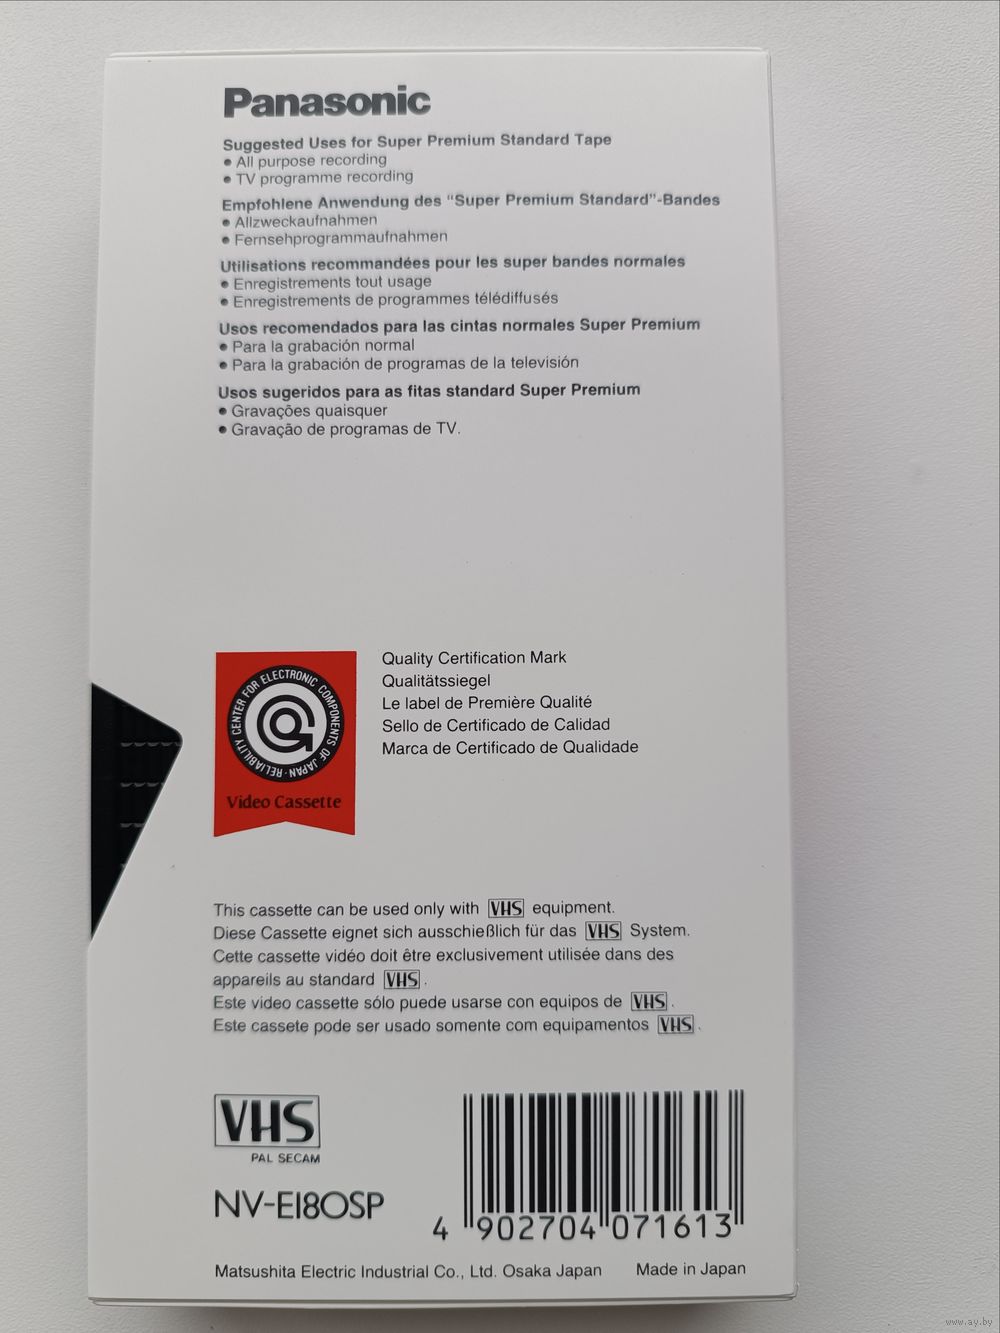 Panasonic
Suggested Uses for Super Premium Standard Tape
• All purpose recording
• TV programme recording
Empfohlene Anwendung des “Super Premium Standard”-Bandes
• Allzweckaufnahmen
• Fernsehprogrammaufnahmen
Utilisations recommandées pour les super bandes normales
• Enregistrements tout usage
• Enregistrements de programmes télédiffusés
Usos recomendados para las cintas normales Super Premium
• Para la grabación normal
• Para la grabación de programas de la televisión
Usos sugeridos para as fitas standard Super Premium
• Gravações quaisquer
• Gravação de programas de TV.
RELIABILITY CENTER FOR ELECTRONIC COMPONENTS OF JAPAN
Video Cassette
Quality Certification Mark
Qualitätssiegel
Le label de Première Qualité
Sello de Certificado de Calidad
Marca de Certificado de Qualidade
This cassette can be used only with VHS equipment.
Diese Cassette eignet sich ausschießlich für das VHS System.
Cette cassette vidéo doit être exclusivement utilisée dans des
appareils au standard VHS.
Este video cassette sólo puede usarse con equipos de VHS.
Este cassete pode ser usado somente com equipamentos VHS.
VHS
PAL SECAM
NV-E180SP
4 902704 071613
Matsushita Electric Industrial Co., Ltd. Osaka Japan Made in Japan
www.ay.by